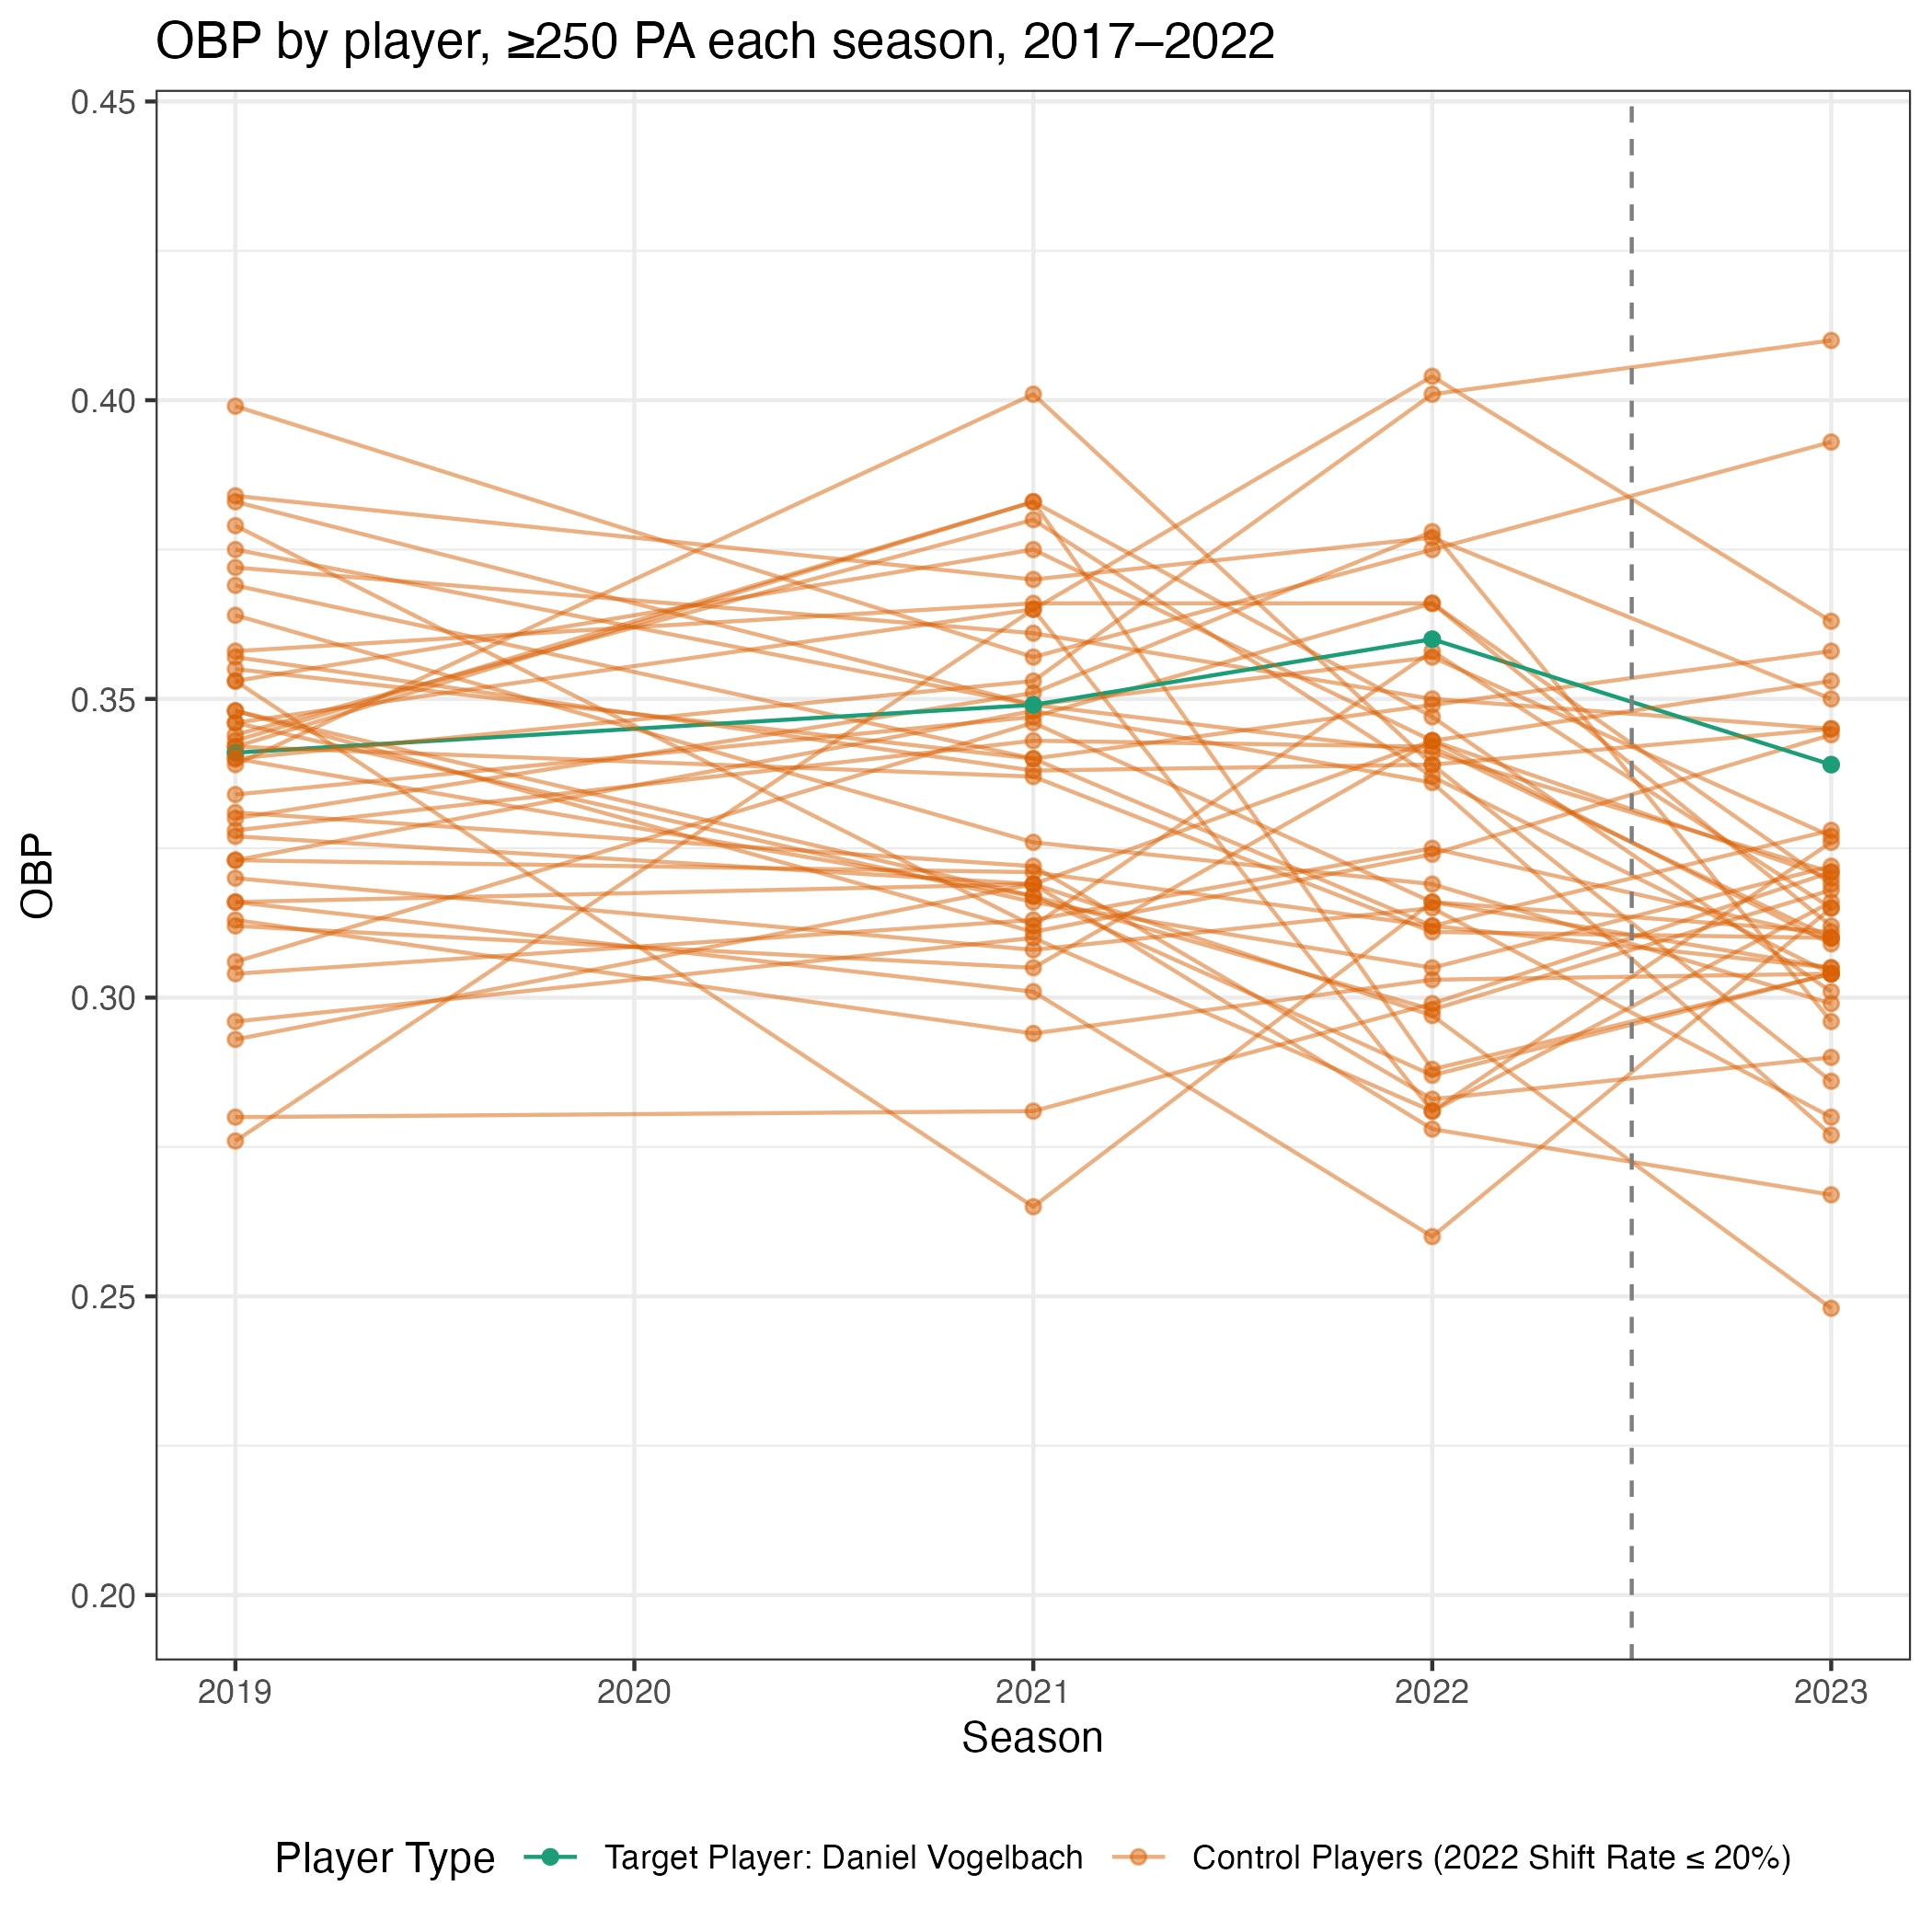 OBP by player, ≥250 PA each season, 2017–2022
0.45
0.40
0.35
0.30
0.25
0.20
OBP
2019 2020 2021 2022 2023
Season
Player Type Target Player: Daniel Vogelbach Control Players (2022 Shift Rate ≤ 20%)